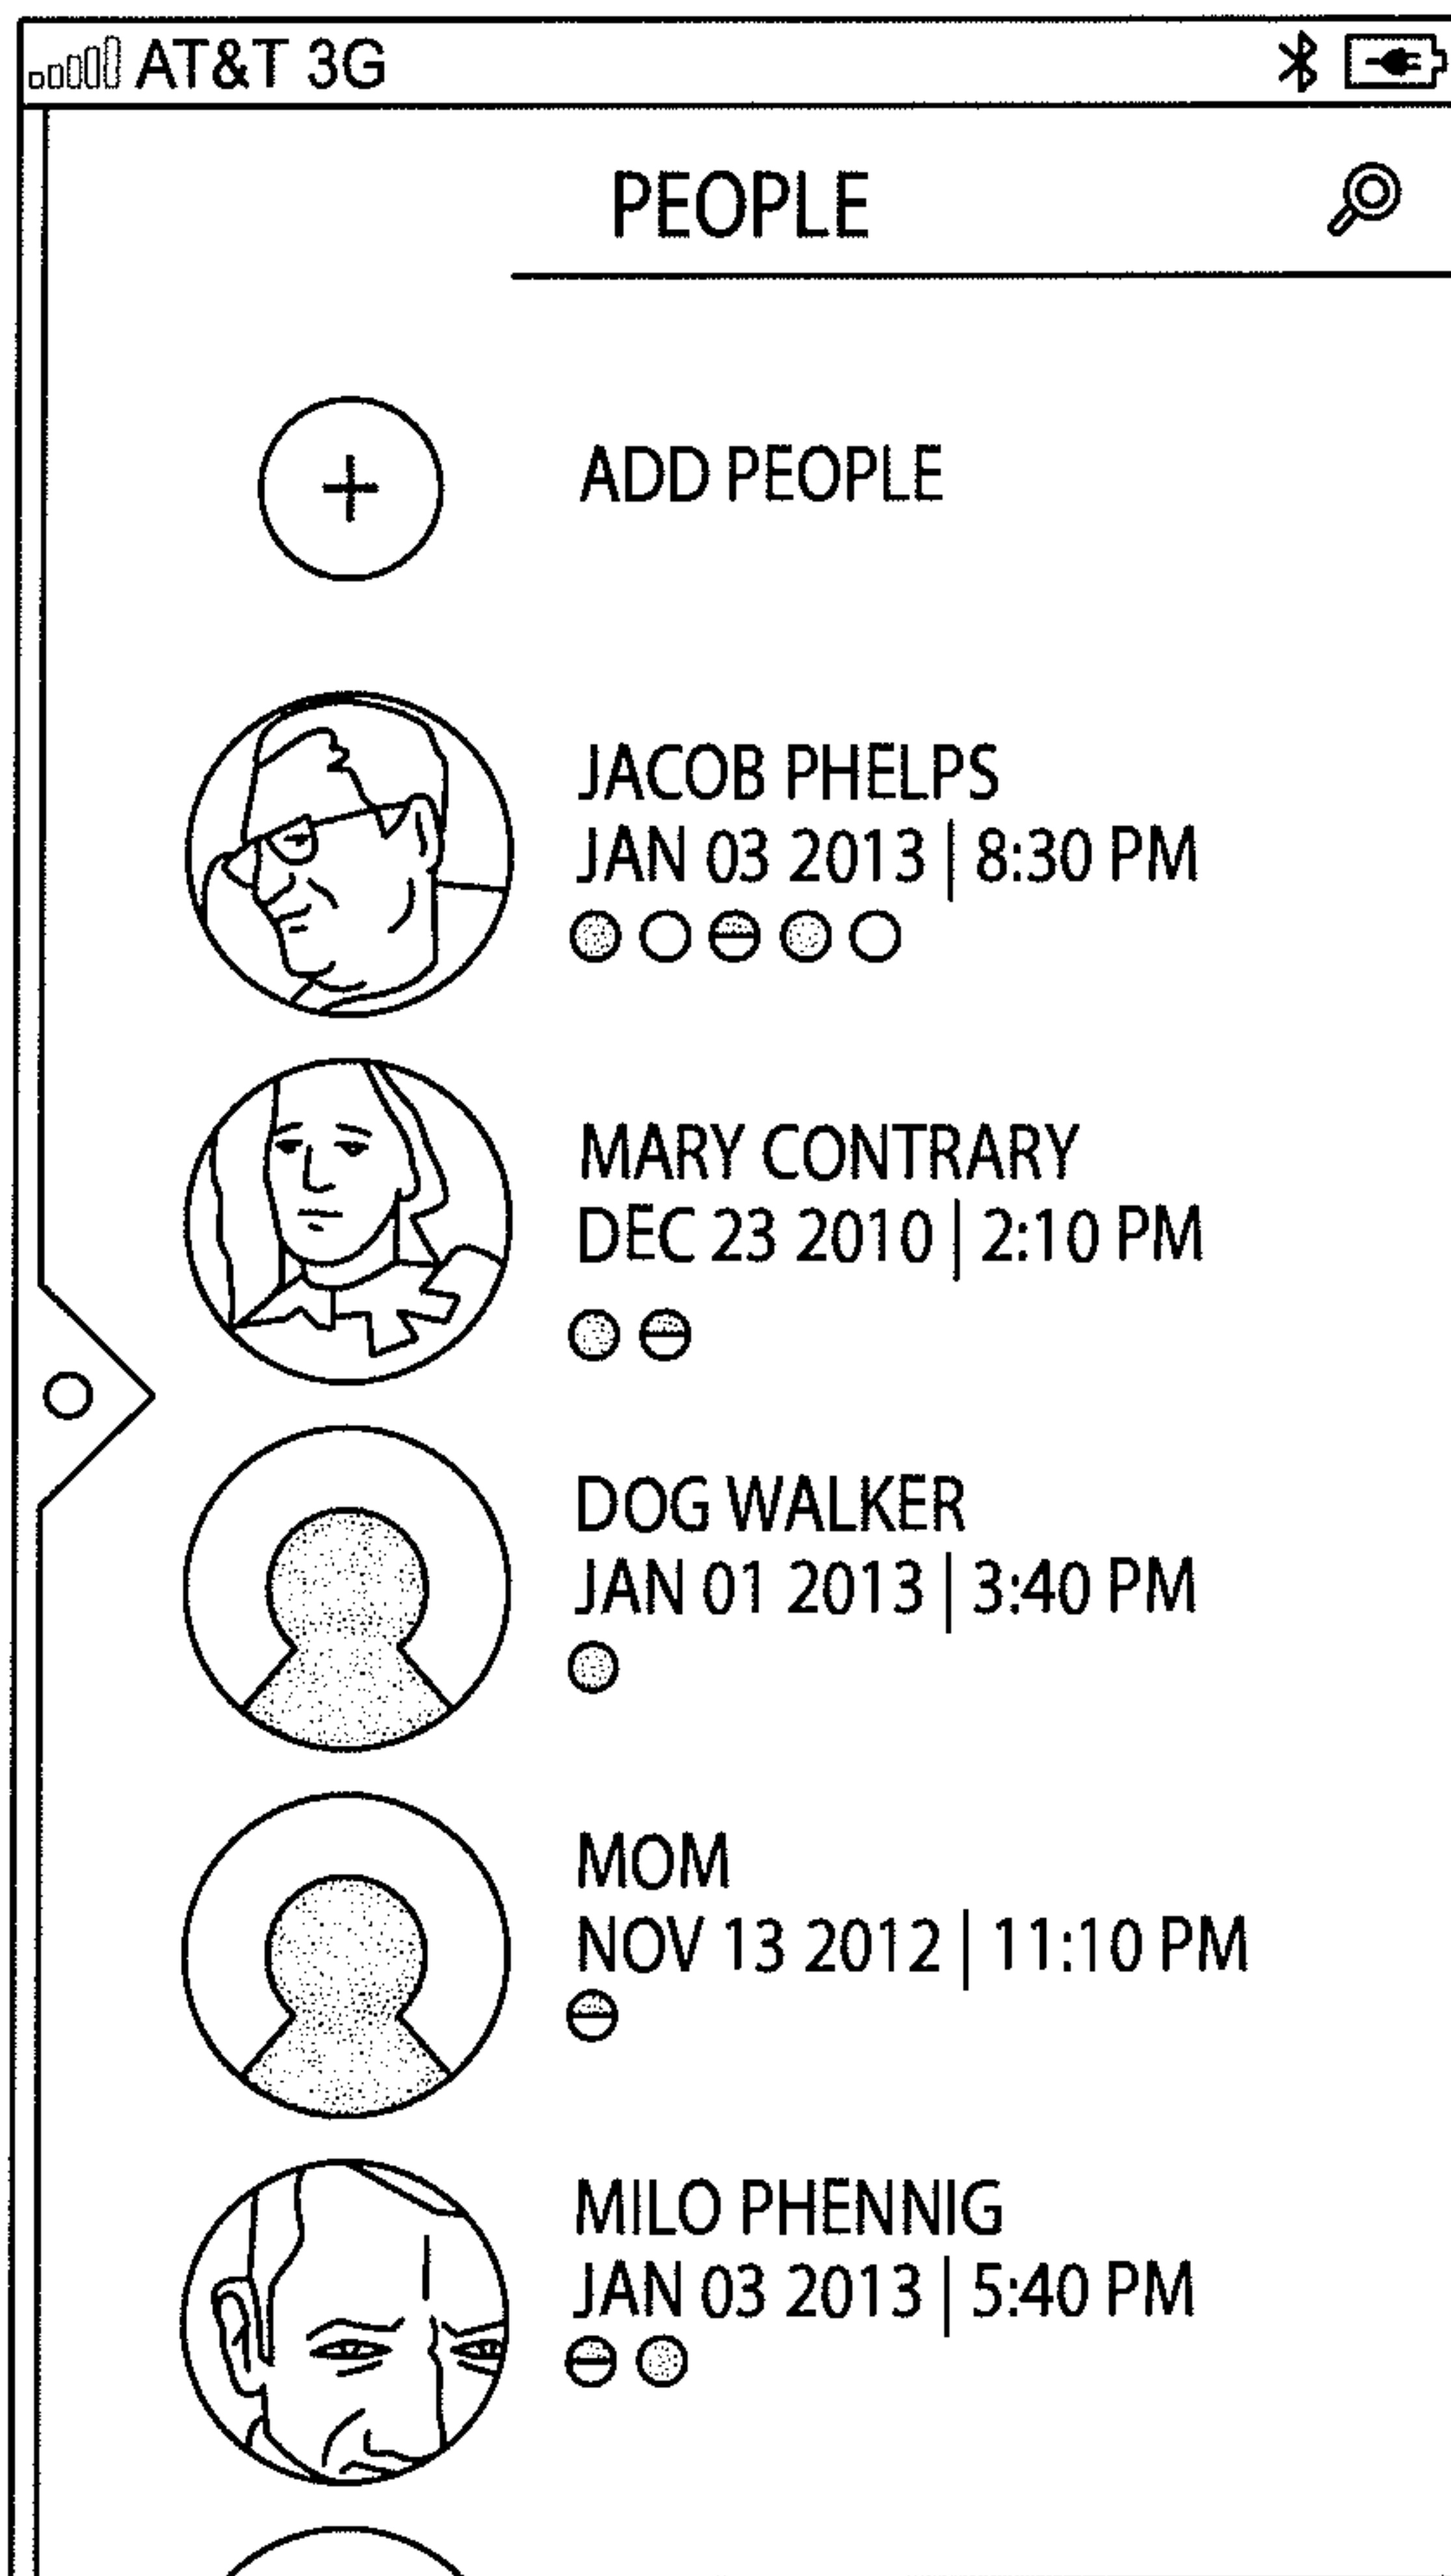 AT&T 3G
PEOPLE
ADD PEOPLE
JACOB PHELPS
JAN 03 2013 | 8:30 PM
MARY CONTRARY
DEC 23 2010 | 2:10 PM
DOG WALKER
JAN 01 2013 | 3:40 PM
MOM
NOV 13 2012 | 11:10 PM
MILO PHENNIG
JAN 03 2013 | 5:40 PM